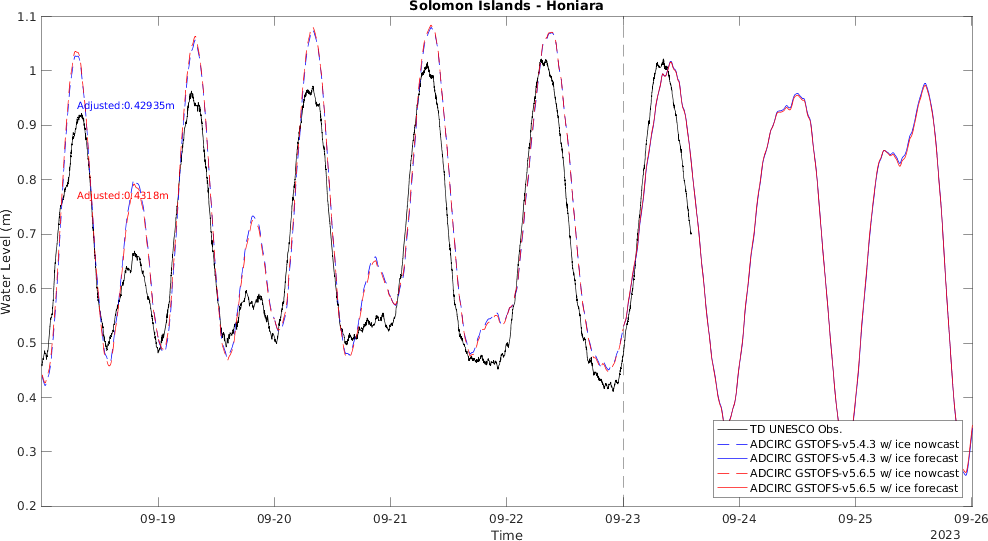 Solomon Islands - Honiara
1.1
1
0.9
0.8
0.7
0.6
0.5
0.4
0.3
0.2
Water Level (m)
Adjusted:0.42935m
Adjusted:0.4318m
TD UNESCO Obs.
ADCIRC GSTOFS-v5.4.3 w/ ice nowcast
ADCIRC GSTOFS-v5.4.3 w/ ice forecast
ADCIRC GSTOFS-v5.6.5 w/ ice nowcast
ADCIRC GSTOFS-v5.6.5 w/ ice forecast
09-19 09-20 09-21 09-22 09-23 09-24 09-25 09-26
Time
2023